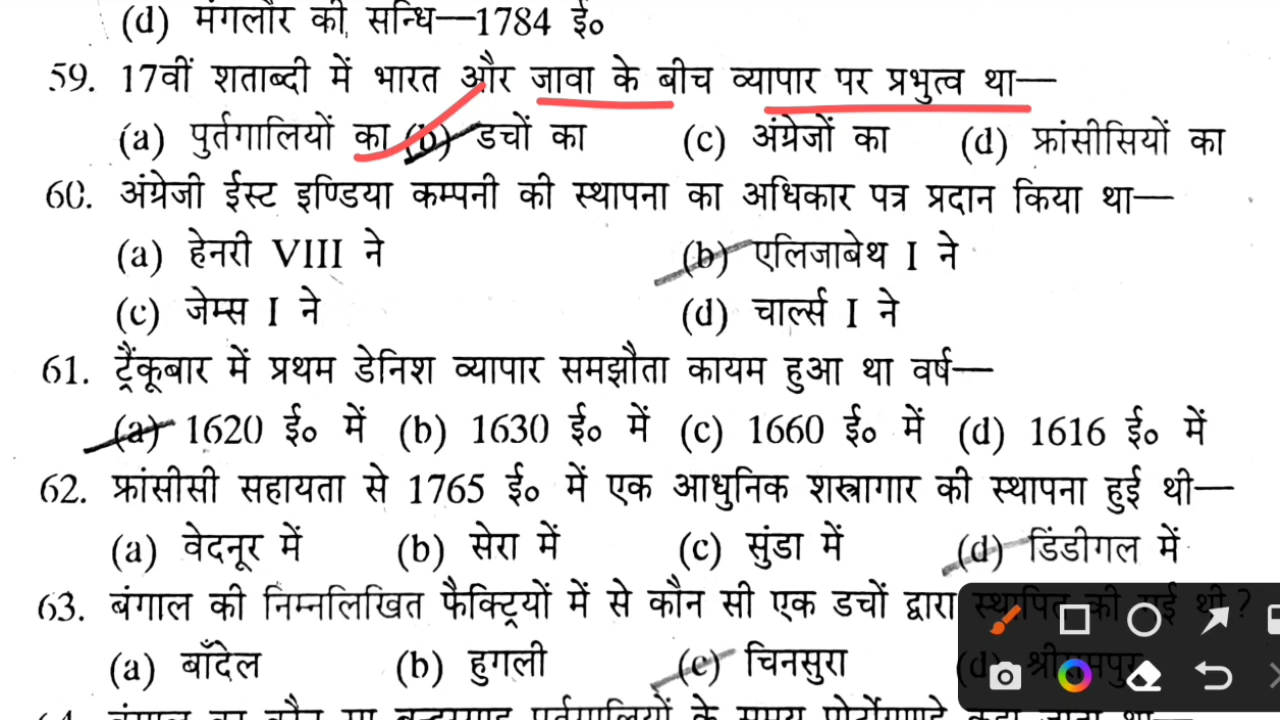 (d) मंगलौर की सन्धि—1784 ई०
59. 17वीं शताब्दी में भारत और जावा के बीच व्यापार पर प्रभुत्व था—
(a) पुर्तगालियों का (b) डचों का (c) अंग्रेजों का (d) फ्रांसीसियों का
60. अंग्रेजी ईस्ट इण्डिया कम्पनी की स्थापना का अधिकार पत्र प्रदान किया था—
(a) हेनरी VIII ने (b) एलिजाबेथ I ने
(c) जेम्स I ने (d) चार्ल्स I ने
61. ट्रैंकूबार में प्रथम डेनिश व्यापार समझौता कायम हुआ था वर्ष—
(a) 1620 ई० में (b) 1630 ई० में (c) 1660 ई० में (d) 1616 ई० में
62. फ्रांसीसी सहायता से 1765 ई० में एक आधुनिक शस्त्रागार की स्थापना हुई थी—
(a) वेदनूर में (b) सेरा में (c) सुंडा में (d) डिंडीगल में
63. बंगाल की निम्नलिखित फैक्ट्रियों में से कौन सी एक डचों द्वारा स्थापित की गई थी ?
(a) बाँदेल (b) हुगली (c) चिनसुरा (d) श्रीरामपुर